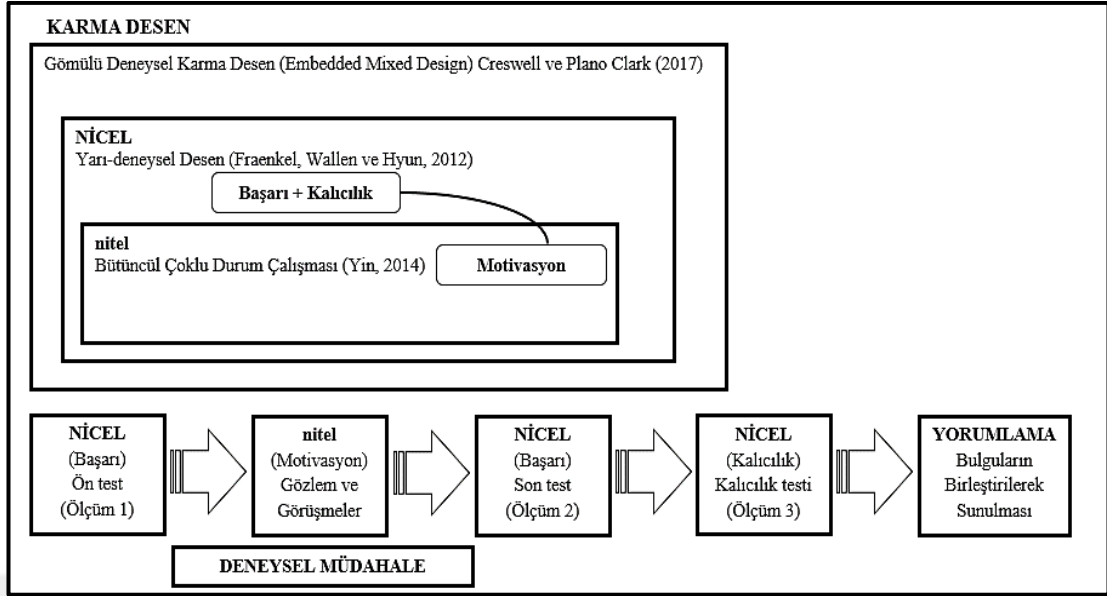 KARMA DESEN
Gömülü Deneysel Karma Desen (Embedded Mixed Design) Creswell ve Plano Clark (2017)
NİCEL
Yarı-deneysel Desen (Fraenkel, Wallen ve Hyun, 2012)
Başarı + Kalıcılık
nitel
Bütüncül Çoklu Durum Çalışması (Yin, 2014)
Motivasyon
NİCEL
(Başarı)
Ön test
(Ölçüm 1)
nitel
(Motivasyon)
Gözlem ve
Görüşmeler
NİCEL
(Başarı)
Son test
(Ölçüm 2)
NİCEL
(Kalıcılık)
Kalıcılık testi
(Ölçüm 3)
YORUMLAMA
Bulguların
Birleştirilerek
Sunulması
DENEYSEL MÜDAHALE